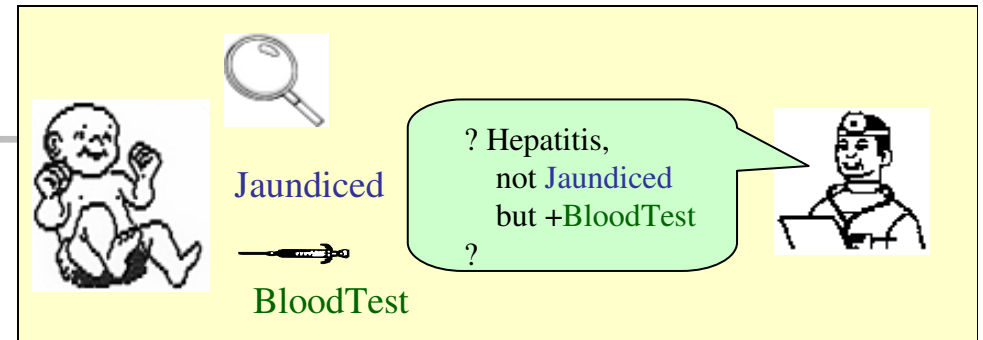 Jaundiced
BloodTest
? Hepatitis,
not Jaundiced
but +BloodTest
?